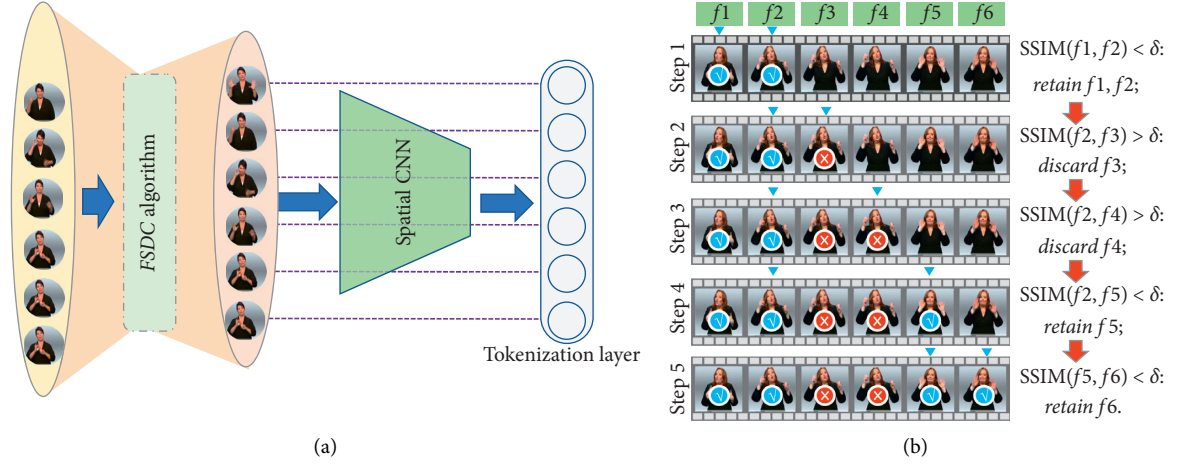 FSDC algorithm
Spatial CNN
Tokenization layer
(a)
f1 f2 f3 f4 f5 f6
Step 1
√ √
SSIM(f1, f2) < δ:
retain f1, f2;
Step 2
√ √ X
SSIM(f2, f3) > δ:
discard f3;
Step 3
√ √ X X
SSIM(f2, f4) > δ:
discard f4;
Step 4
√ √ X X √
SSIM(f2, f5) < δ:
retain f5;
Step 5
√ √ X X √ √
SSIM(f5, f6) < δ:
retain f6.
(b)